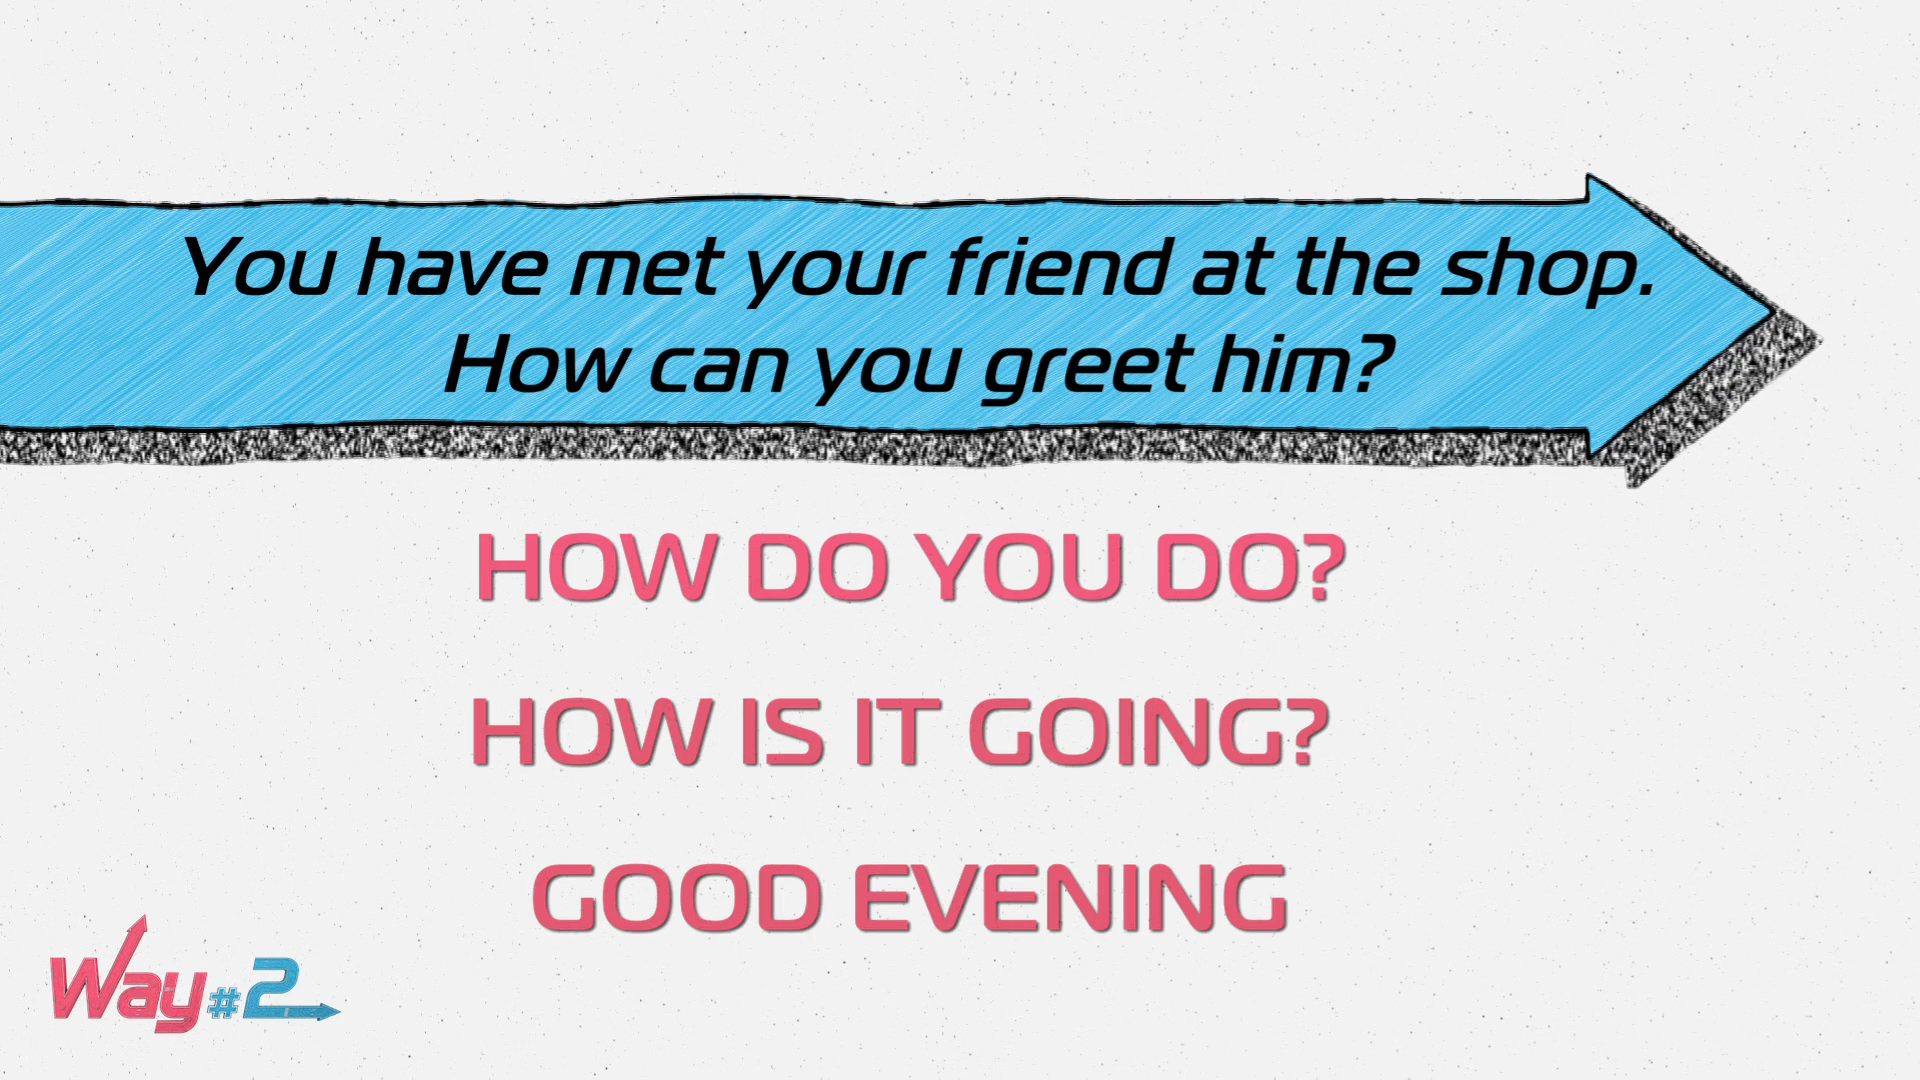 You have met your friend at the shop.
How can you greet him?
HOW DO YOU DO?
HOW IS IT GOING?
GOOD EVENING
Way#2